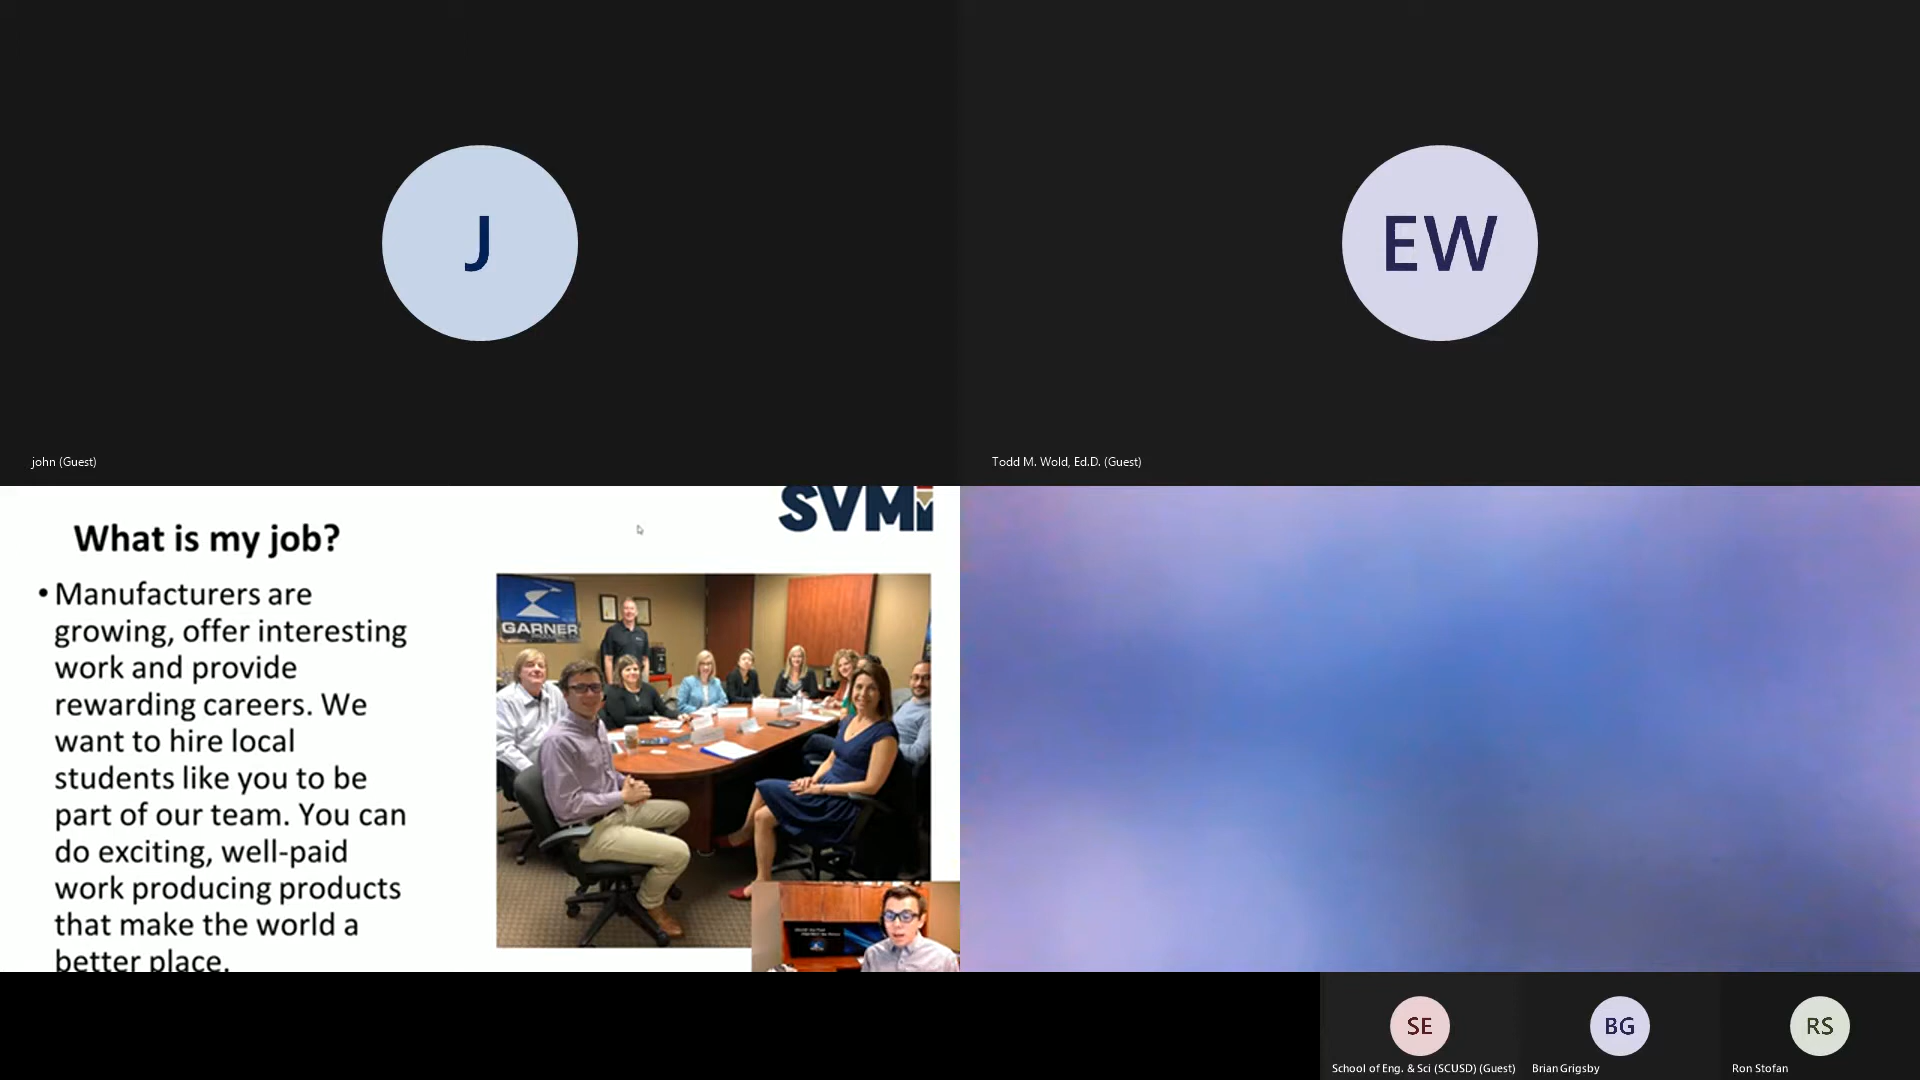 J
EW
john (Guest)
Todd M. Wold, Ed.D. (Guest)
SVMi
What is my job?
• Manufacturers are
growing, offer interesting
work and provide
rewarding careers. We
want to hire local
students like you to be
part of our team. You can
do exciting, well-paid
work producing products
that make the world a
better place.
GARNER
SE
BG
RS
School of Eng. & Sci (SCUSD) (Guest)
Brian Grigsby
Ron Stofan